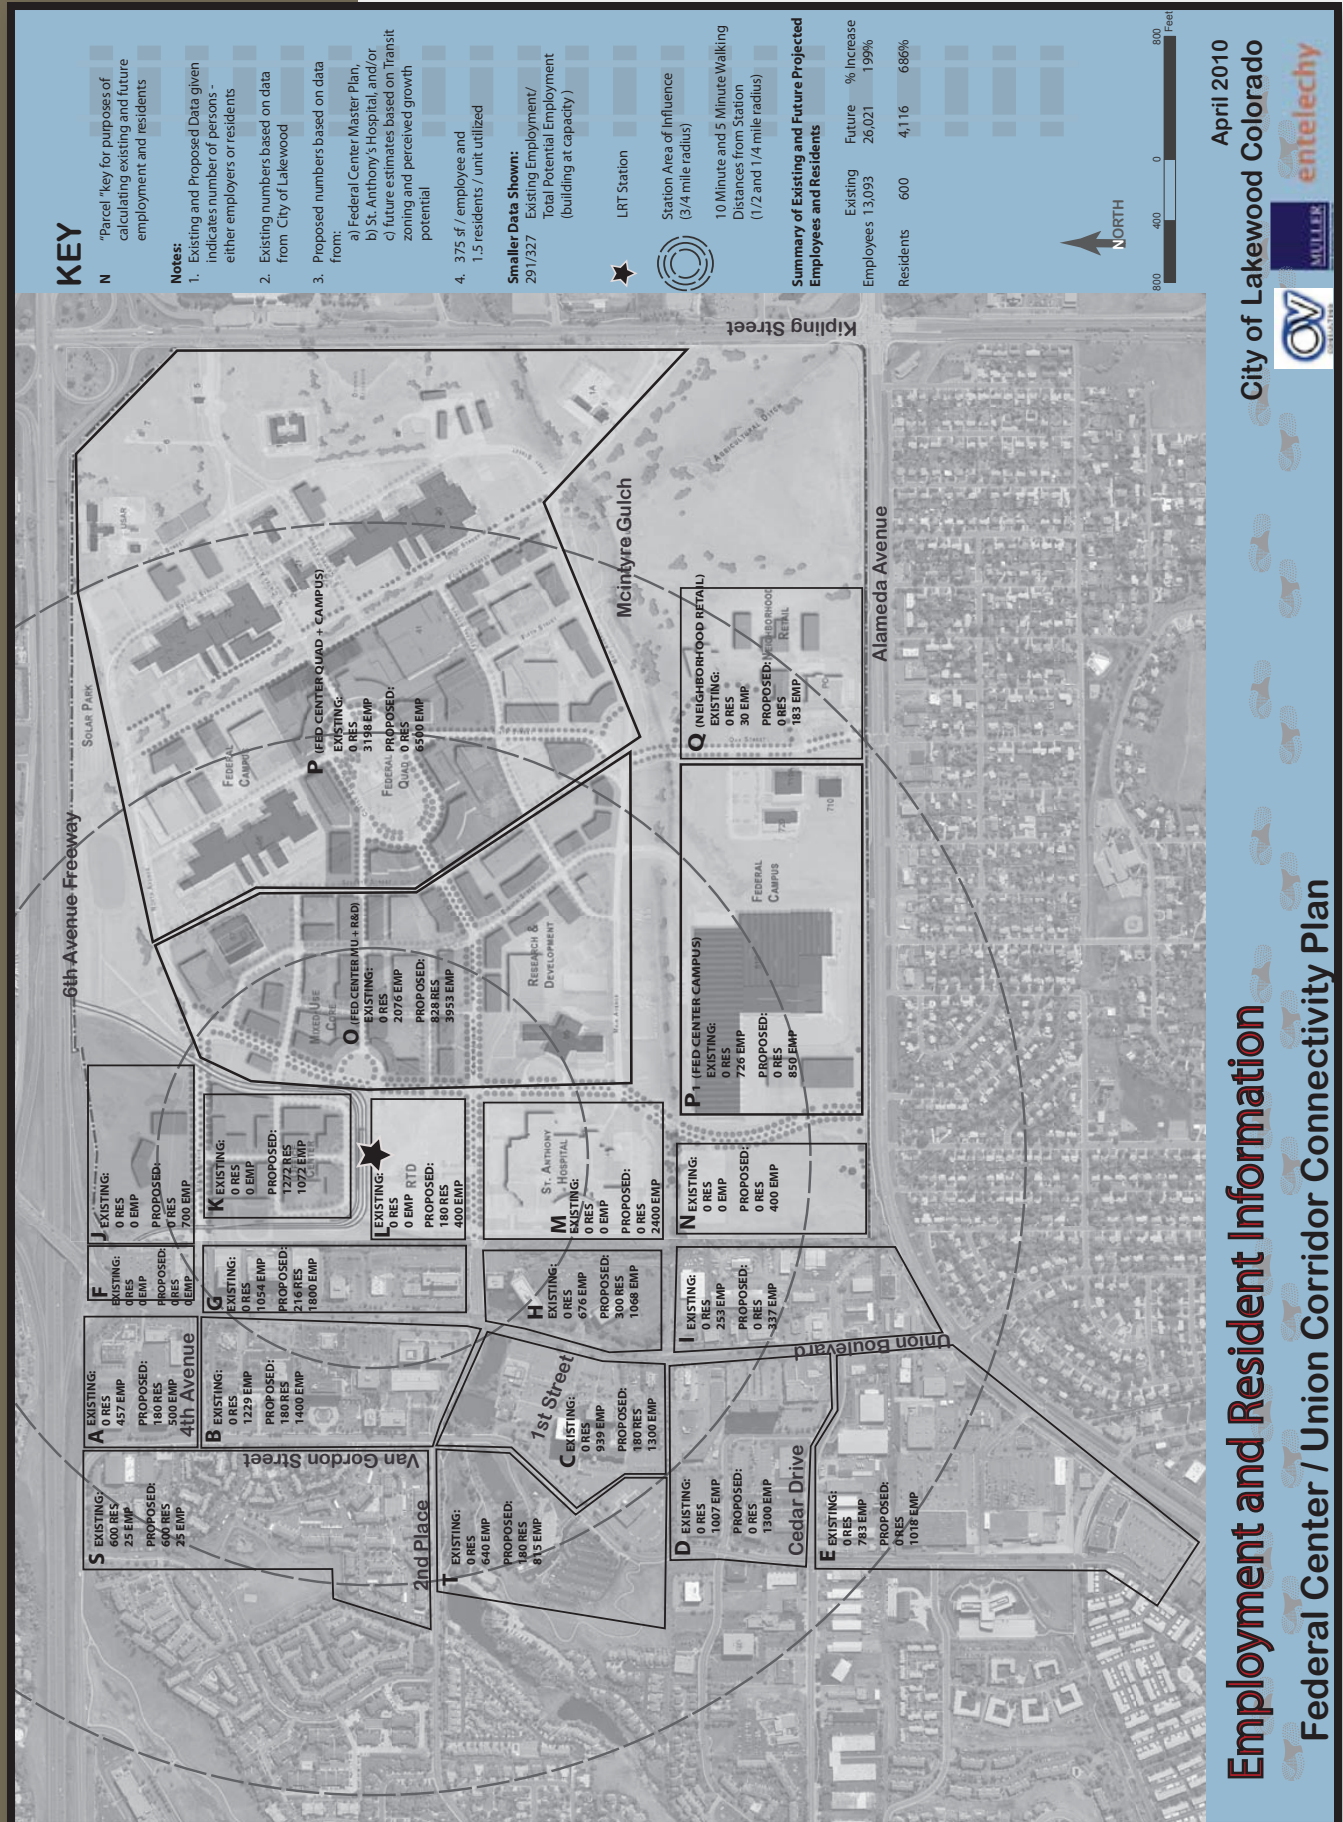 KEY
N "Parcel "key for purposes of
calculating existing and future
employment and residents
Notes:
1. Existing and Proposed Data given
indicates number of persons -
either employers or residents
2. Existing numbers based on data
from City of Lakewood
3. Proposed numbers based on data
from:
a) Federal Center Master Plan,
b) St. Anthony's Hospital, and/or
c) future estimates based on Transit
zoning and perceived growth
potential
4. 375 sf / employee and
1.5 residents / unit utilized
Smaller Data Shown:
291/327 Existing Employment/
Total Potential Employment
(building at capacity )
LRT Station
Station Area of Influence
(3/4 mile radius)
10 Minute and 5 Minute Walking
Distances from Station
(1/2 and 1/4 mile radius)
Summary of Existing and Future Projected
Employees and Residents
Existing Future % Increase
Employees 13,093 26,021 199%
Residents 600 4,116 686%
NORTH
800 400 0 800
Feet
6th Avenue Freeway
SOLAR PARK
Kipling Street
Alameda Avenue
McIntyre Gulch
AGRICULTURAL DITCH
Union Boulevard
Van Gordon Street
4th Avenue
2nd Place
1st Street
Cedar Drive
S EXISTING:
600 RES
25 EMP
PROPOSED:
600 RES
25 EMP
A EXISTING:
0 RES
457 EMP
PROPOSED:
180 RES
500 EMP
F EXISTING:
0 RES
0 EMP
PROPOSED:
0 RES
0 EMP
J EXISTING:
0 RES
0 EMP
PROPOSED:
0 RES
700 EMP
B EXISTING:
0 RES
1229 EMP
PROPOSED:
180 RES
1400 EMP
G EXISTING:
0 RES
1054 EMP
PROPOSED:
216 RES
1800 EMP
K EXISTING:
0 RES
0 EMP
PROPOSED:
1272 RES
1072 EMP
CENTER
L EXISTING:
0 RES
0 EMP
PROPOSED:
180 RES
400 EMP
RTD
T EXISTING:
0 RES
640 EMP
PROPOSED:
180 RES
815 EMP
C EXISTING:
0 RES
939 EMP
PROPOSED:
180 RES
1300 EMP
H EXISTING:
0 RES
676 EMP
PROPOSED:
300 RES
1068 EMP
M EXISTING:
0 RES
0 EMP
PROPOSED:
0 RES
2400 EMP
ST. ANTHONY
HOSPITAL
D EXISTING:
0 RES
1007 EMP
PROPOSED:
0 RES
1300 EMP
E EXISTING:
0 RES
783 EMP
PROPOSED:
0 RES
1018 EMP
I EXISTING:
0 RES
253 EMP
PROPOSED:
0 RES
337 EMP
N EXISTING:
0 RES
0 EMP
PROPOSED:
0 RES
400 EMP
O (FED CENTER MU + R&D)
EXISTING:
0 RES
2076 EMP
PROPOSED:
828 RES
3953 EMP
MIXED-USE
CORE
RESEARCH &
DEVELOPMENT
P (FED CENTER QUAD + CAMPUS)
EXISTING:
0 RES
3198 EMP
PROPOSED:
0 RES
6500 EMP
FEDERAL
CAMPUS
FEDERAL
QUAD
USAR
P1 (FED CENTER CAMPUS)
EXISTING:
0 RES
726 EMP
PROPOSED:
0 RES
850 EMP
FEDERAL
CAMPUS
710
Q (NEIGHBORHOOD RETAIL)
EXISTING:
0 RES
30 EMP
PROPOSED:
0 RES
183 EMP
NEIGHBORHOOD
RETAIL
Employment and Resident Information
Federal Center / Union Corridor Connectivity Plan
April 2010
City of Lakewood Colorado
OV
MULLER
entelechy